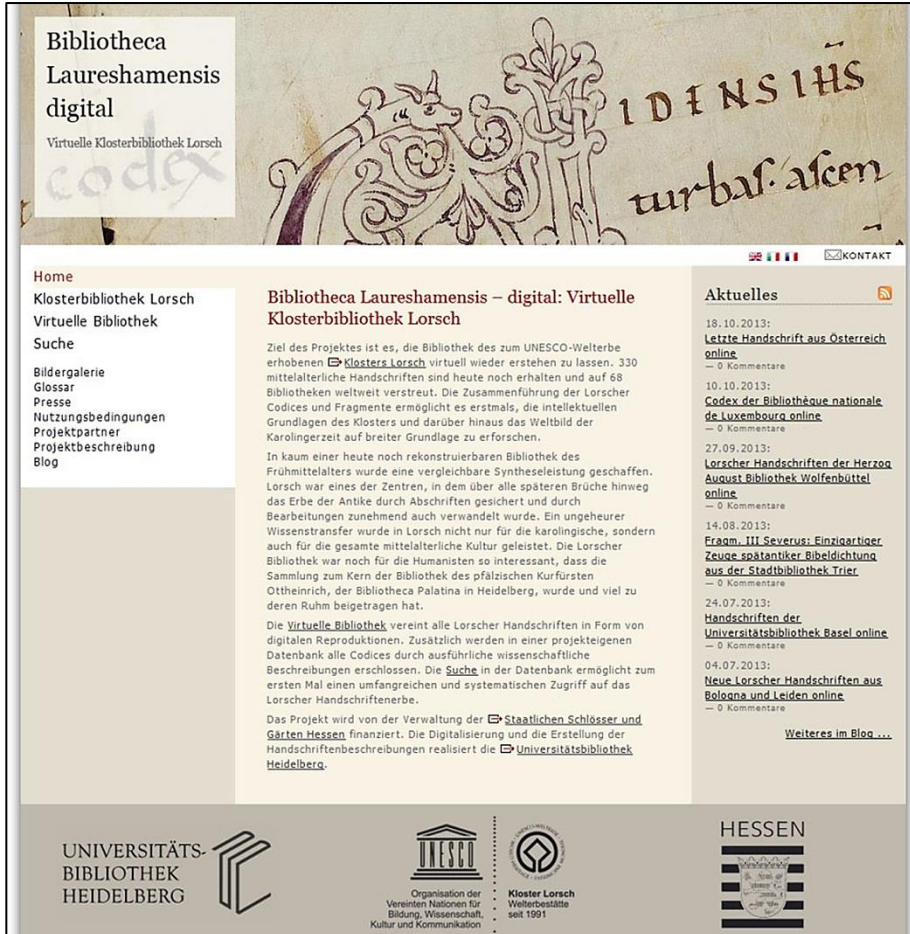 Bibliotheca
Laureshamensis
digital
Virtuelle Klosterbibliothek Lorsch
codex
IDENSIHS
turbas. ascen
KONTAKT
Home
Klosterbibliothek Lorsch
Virtuelle Bibliothek
Suche
Bildergalerie
Glossar
Presse
Nutzungsbedingungen
Projektpartner
Projektbeschreibung
Blog
Bibliotheca Laureshamensis – digital: Virtuelle
Klosterbibliothek Lorsch
Ziel des Projektes ist es, die Bibliothek des zum UNESCO-Welterbe
erhobenen Klosters Lorsch virtuell wieder erstehen zu lassen. 330
mittelalterliche Handschriften sind heute noch erhalten und auf 68
Bibliotheken weltweit verstreut. Die Zusammenführung der Lorscher
Codices und Fragmente ermöglicht es erstmals, die intellektuellen
Grundlagen des Klosters und darüber hinaus das Weltbild der
Karolingerzeit auf breiter Grundlage zu erforschen.
In kaum einer heute noch rekonstruierbaren Bibliothek des
Frühmittelalters wurde eine vergleichbare Syntheseleistung geschaffen.
Lorsch war eines der Zentren, in dem über alle späteren Brüche hinweg
das Erbe der Antike durch Abschriften gesichert und durch
Bearbeitungen zunehmend auch verwandelt wurde. Ein ungeheurer
Wissenstransfer wurde in Lorsch nicht nur für die karolingische, sondern
auch für die gesamte mittelalterliche Kultur geleistet. Die Lorscher
Bibliothek war noch für die Humanisten so interessant, dass die
Sammlung zum Kern der Bibliothek des pfälzischen Kurfürsten
Ottheinrich, der Bibliotheca Palatina in Heidelberg, wurde und viel zu
deren Ruhm beigetragen hat.
Die Virtuelle Bibliothek vereint alle Lorscher Handschriften in Form von
digitalen Reproduktionen. Zusätzlich werden in einer projekteigenen
Datenbank alle Codices durch ausführliche wissenschaftliche
Beschreibungen erschlossen. Die Suche in der Datenbank ermöglicht zum
ersten Mal einen umfangreichen und systematischen Zugriff auf das
Lorscher Handschriftenerbe.
Das Projekt wird von der Verwaltung der Staatlichen Schlösser und
Gärten Hessen finanziert. Die Digitalisierung und die Erstellung der
Handschriftenbeschreibungen realisiert die Universitätsbibliothek
Heidelberg.
Aktuelles
18.10.2013:
Letzte Handschrift aus Österreich
online
— 0 Kommentare
10.10.2013:
Codex der Bibliothèque nationale
de Luxembourg online
— 0 Kommentare
27.09.2013:
Lorscher Handschriften der Herzog
August Bibliothek Wolfenbüttel
online
— 0 Kommentare
14.08.2013:
Fragm. III Severus: Einzigartiger
Zeuge spätantiker Bibeldichtung
aus der Stadtbibliothek Trier
— 0 Kommentare
24.07.2013:
Handschriften der
Universitätsbibliothek Basel online
— 0 Kommentare
04.07.2013:
Neue Lorscher Handschriften aus
Bologna und Leiden online
— 0 Kommentare
Weiteres im Blog ...
UNIVERSITÄTS-
BIBLIOTHEK
HEIDELBERG
UNESCO
Organisation der
Vereinten Nationen für
Bildung, Wissenschaft,
Kultur und Kommunikation
Kloster Lorsch
Welterbestätte
seit 1991
HESSEN